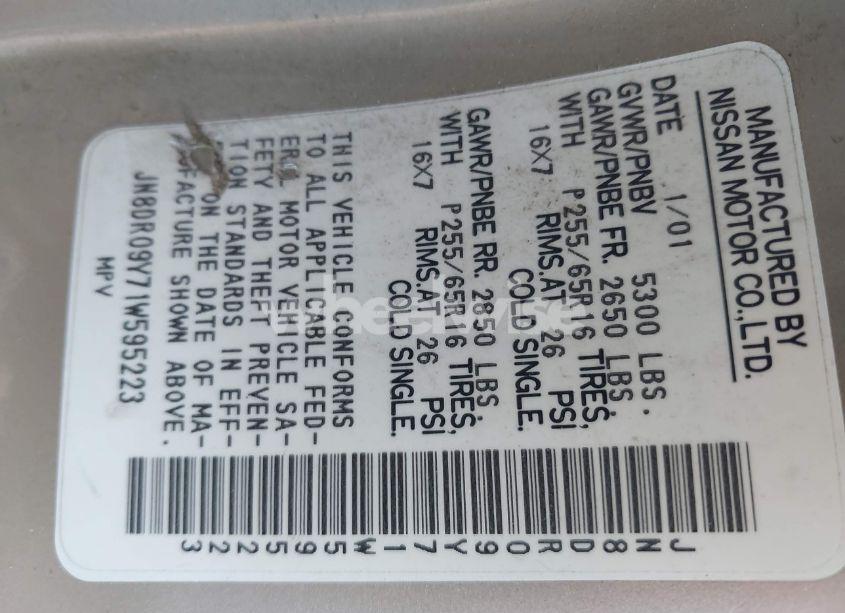 MANUFACTURED BY
NISSAN MOTOR CO.,LTD.
DATE 1/01
GVWR/PNBV 5300 LBS.
GAWR/PNBE FR. 2650 LBS.
WITH P255/65R16 TIRES,
16X7 RIMS.AT 26 PSI
COLD SINGLE.
GAWR/PNBE RR. 2850 LBS.
WITH P255/65R16 TIRES,
16X7 RIMS.AT 26 PSI
COLD SINGLE.
THIS VEHICLE CONFORMS
TO ALL APPLICABLE FED-
ERAL MOTOR VEHICLE SA-
FETY AND THEFT PREVEN-
TION STANDARDS IN EFF-
ON THE DATE OF MA-
FACTURE SHOWN ABOVE.
JN8DR09Y71W595223
MPV
JN8DR09Y71W595223
wheelwise